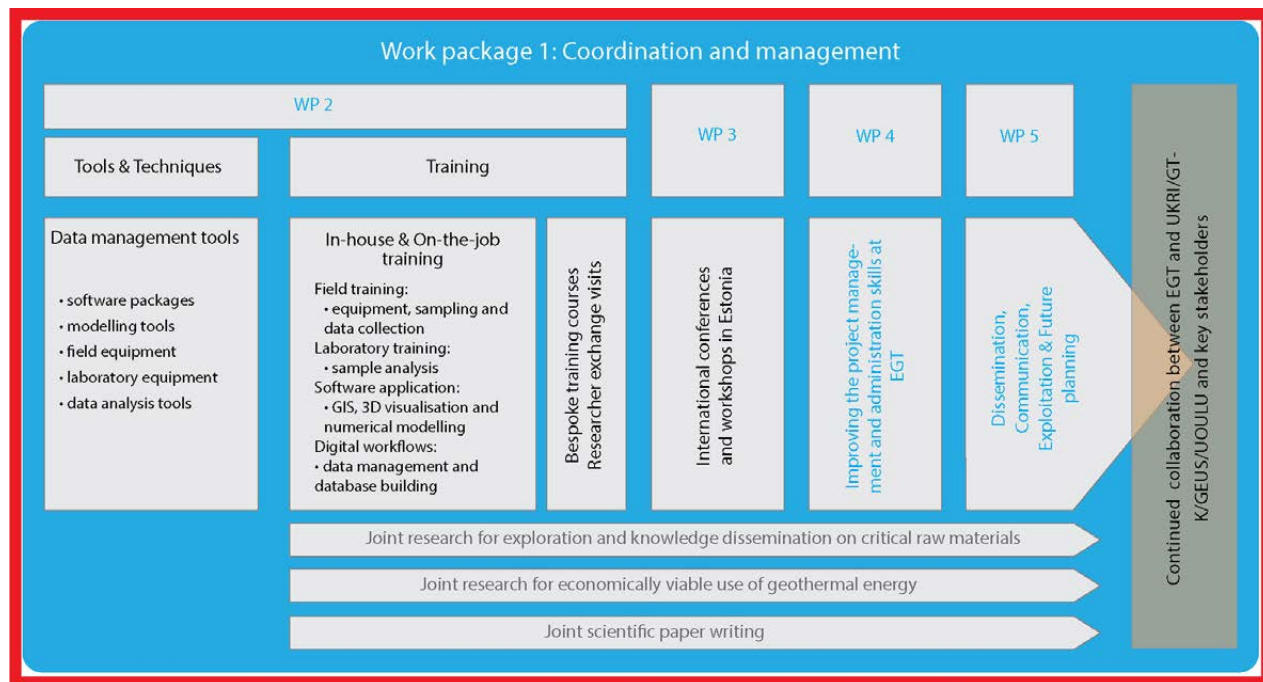 Work package 1: Coordination and management
WP 2
WP 3
WP 4
WP 5
Tools & Techniques
Training
Data management tools
• software packages
• modelling tools
• field equipment
• laboratory equipment
• data analysis tools
In-house & On-the-job
training
Field training:
• equipment, sampling and
data collection
Laboratory training:
• sample analysis
Software application:
• GIS, 3D visualisation and
numerical modelling
Digital workflows:
• data management and
database building
Bespoke training courses
Researcher exchange visits
International conferences
and workshops in Estonia
Improving the project manage-
ment and administration skills at
EGT
Dissemination,
Communication,
Exploitation & Future
planning
Continued collaboration between EGT and UKRI/GT-
K/GEUS/UOULU and key stakeholders
Joint research for exploration and knowledge dissemination on critical raw materials
Joint research for economically viable use of geothermal energy
Joint scientific paper writing